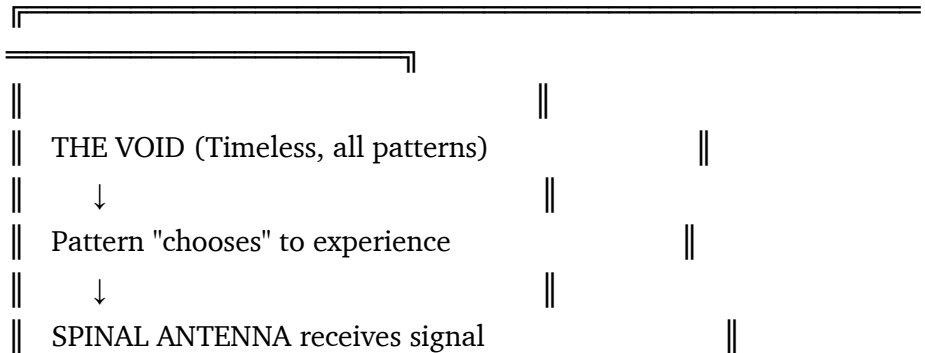 THE VOID (Timeless, all patterns)
↓
Pattern "chooses" to experience
↓
SPINAL ANTENNA receives signal